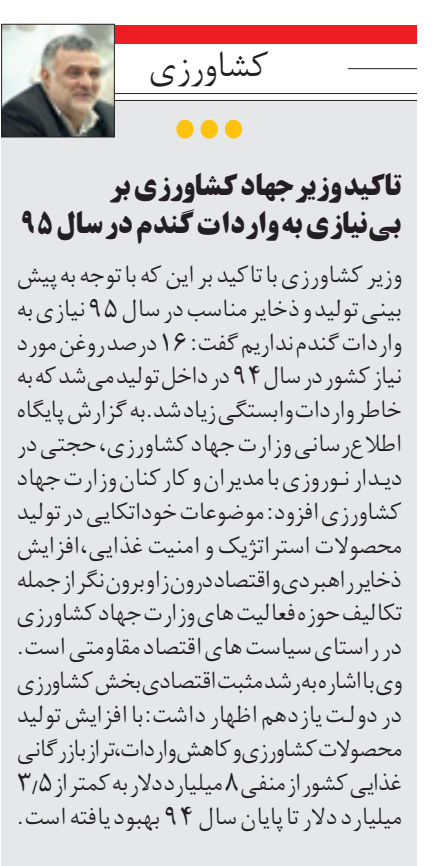 کشاورزی
تاکید وزیر جهاد کشاورزی بر
بی‌نیازی به واردات گندم در سال ۹۵
وزیر کشاورزی با تاکید بر این که با توجه به پیش
بینی تولید و ذخایر مناسب در سال ۹۵ نیازی به
واردات گندم نداریم گفت: ۱۶ درصد روغن مورد
نیاز کشور در سال ۹۴ در داخل تولید می‌شد که به
خاطر واردات وابستگی زیاد شد. به گزارش پایگاه
اطلاع رسانی وزارت جهاد کشاورزی، حجتی در
دیدار نوروزی با مدیران و کارکنان وزارت جهاد
کشاورزی افزود: موضوعات خوداتکایی در تولید
محصولات استراتژیک و امنیت غذایی، افزایش
ذخایر راهبردی و اقتصاد درون زا و برون نگر از جمله
تکالیف حوزه فعالیت های وزارت جهاد کشاورزی
در راستای سیاست های اقتصاد مقاومتی است.
وی با اشاره به رشد مثبت اقتصادی بخش کشاورزی
در دولت یازدهم اظهار داشت: با افزایش تولید
محصولات کشاورزی و کاهش واردات، تراز بازرگانی
غذایی کشور از منفی ۸ میلیارد دلار به کمتر از ۳٫۵
میلیارد دلار تا پایان سال ۹۴ بهبود یافته است.